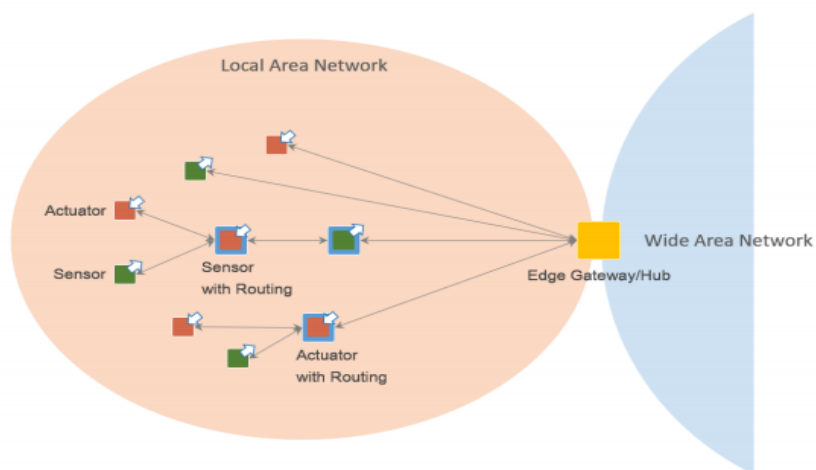 Local Area Network
Actuator
Sensor
Sensor
with Routing
Wide Area Network
Edge Gateway/Hub
Actuator
with Routing